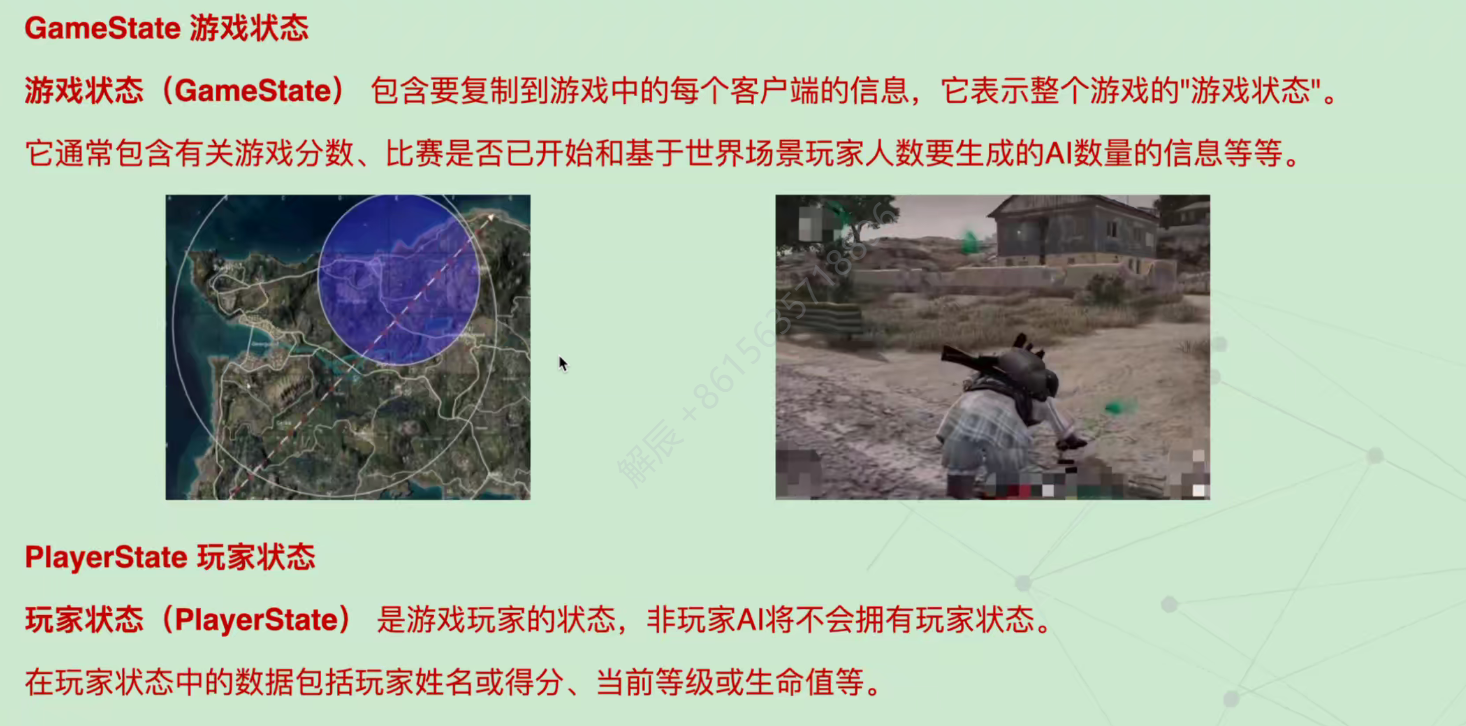 GameState 游戏状态
游戏状态（GameState） 包含要复制到游戏中的每个客户端的信息，它表示整个游戏的"游戏状态"。
它通常包含有关游戏分数、比赛是否已开始和基于世界场景玩家人数要生成的AI数量的信息等等。
PlayerState 玩家状态
玩家状态（PlayerState） 是游戏玩家的状态，非玩家AI将不会拥有玩家状态。
在玩家状态中的数据包括玩家姓名或得分、当前等级或生命值等。